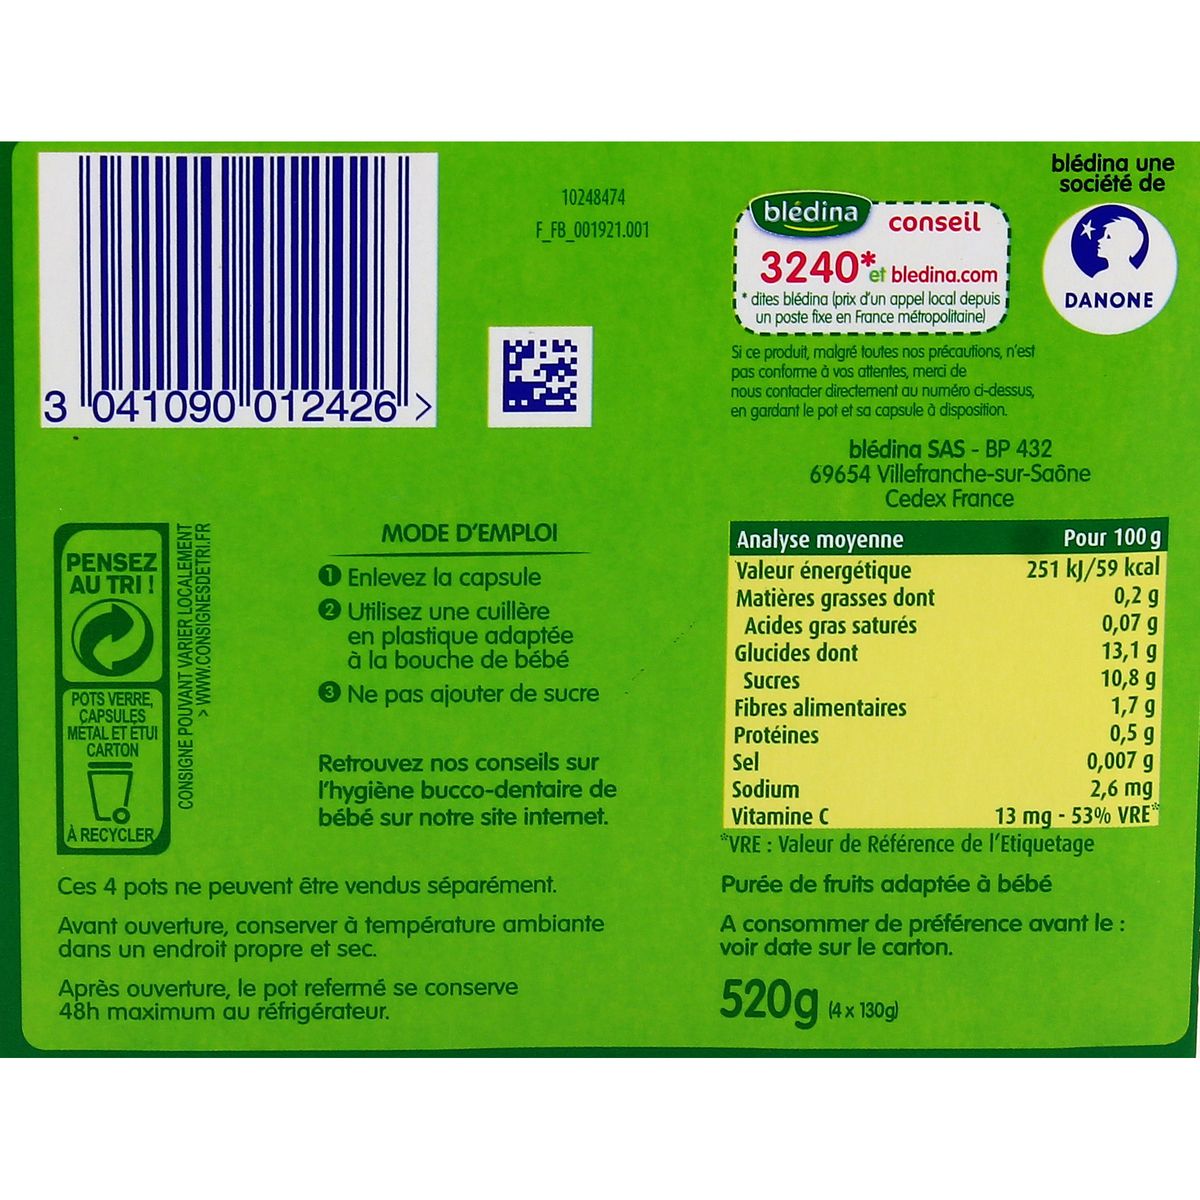 3 041090 012426 >
10248474
F_FB_001921.001
blédina conseil
3240* et bledina.com
* dites blédina (prix d'un appel local depuis
un poste fixe en France métropolitaine)
blédina une
société de
DANONE
Si ce produit, malgré toutes nos précautions, n'est
pas conforme à vos attentes, merci de
nous contacter directement au numéro ci-dessus,
en gardant le pot et sa capsule à disposition.
blédina SAS - BP 432
69654 Villefranche-sur-Saône
Cedex France
PENSEZ
AU TRI !
POTS VERRE,
CAPSULES
MÉTAL ET ÉTUI
CARTON
À RECYCLER
CONSIGNE POUVANT VARIER LOCALEMENT
> WWW.CONSIGNESDETRI.FR
MODE D'EMPLOI
1 Enlevez la capsule
2 Utilisez une cuillère
en plastique adaptée
à la bouche de bébé
3 Ne pas ajouter de sucre
Retrouvez nos conseils sur
l'hygiène bucco-dentaire de
bébé sur notre site internet.
Ces 4 pots ne peuvent être vendus séparément.
Avant ouverture, conserver à température ambiante
dans un endroit propre et sec.
Après ouverture, le pot refermé se conserve
48h maximum au réfrigérateur.
Analyse moyenne Pour 100 g
Valeur énergétique 251 kJ/59 kcal
Matières grasses dont 0,2 g
Acides gras saturés 0,07 g
Glucides dont 13,1 g
Sucres 10,8 g
Fibres alimentaires 1,7 g
Protéines 0,5 g
Sel 0,007 g
Sodium 2,6 mg
Vitamine C 13 mg - 53% VRE*
*VRE : Valeur de Référence de l'Etiquetage
Purée de fruits adaptée à bébé
A consommer de préférence avant le :
voir date sur le carton.
520g (4 x 130g)